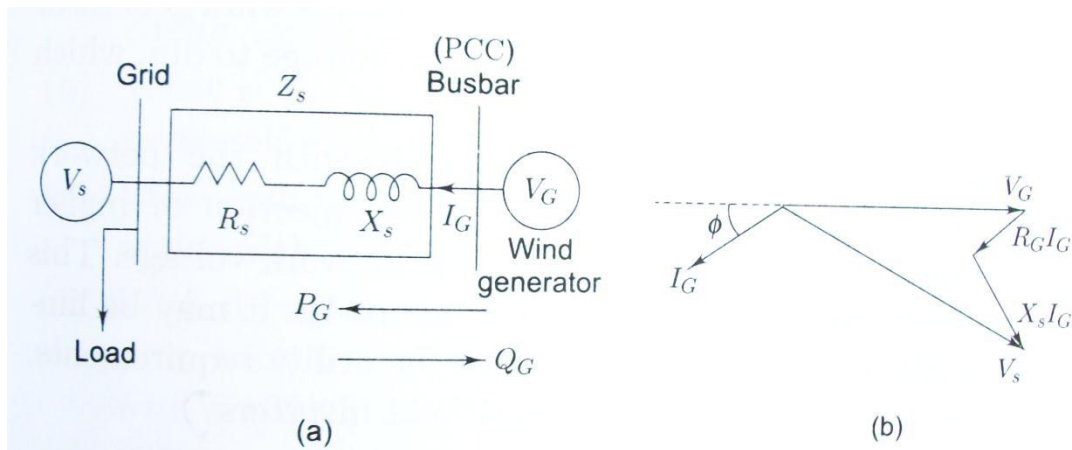 (PCC)
Grid
Z_s
Busbar
V_s
V_G
R_s
X_s
I_G
Wind
generator
P_G
Load
Q_G
(a)
V_G
ϕ
R_G I_G
I_G
X_s I_G
V_s
(b)